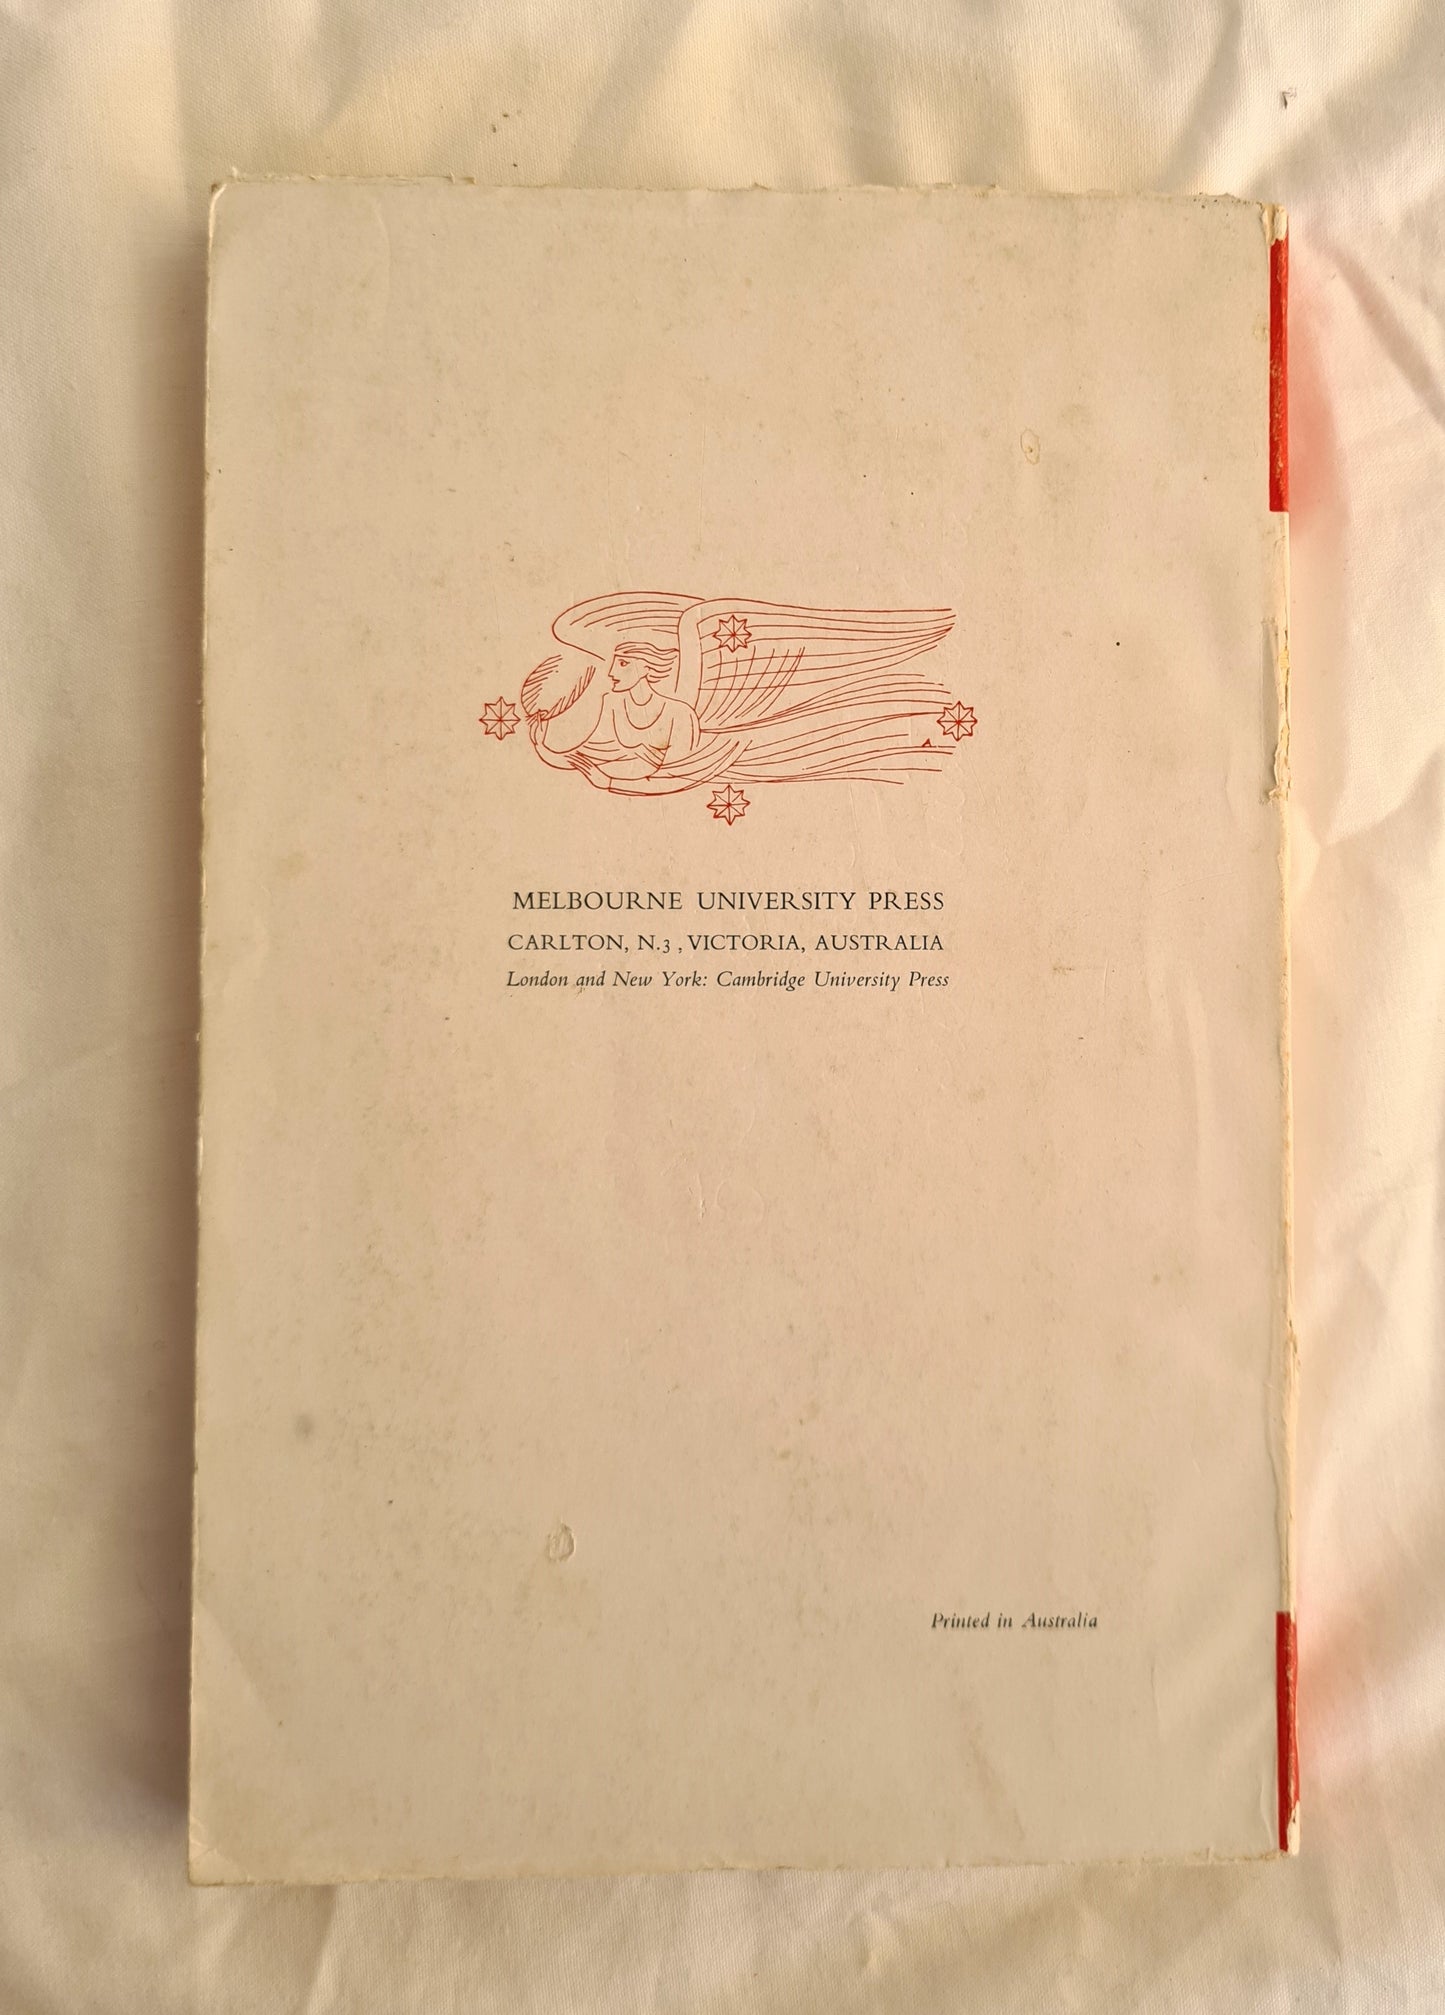 MELBOURNE UNIVERSITY PRESS
CARLTON, N.3 , VICTORIA, AUSTRALIA
London and New York: Cambridge University Press
Printed in Australia